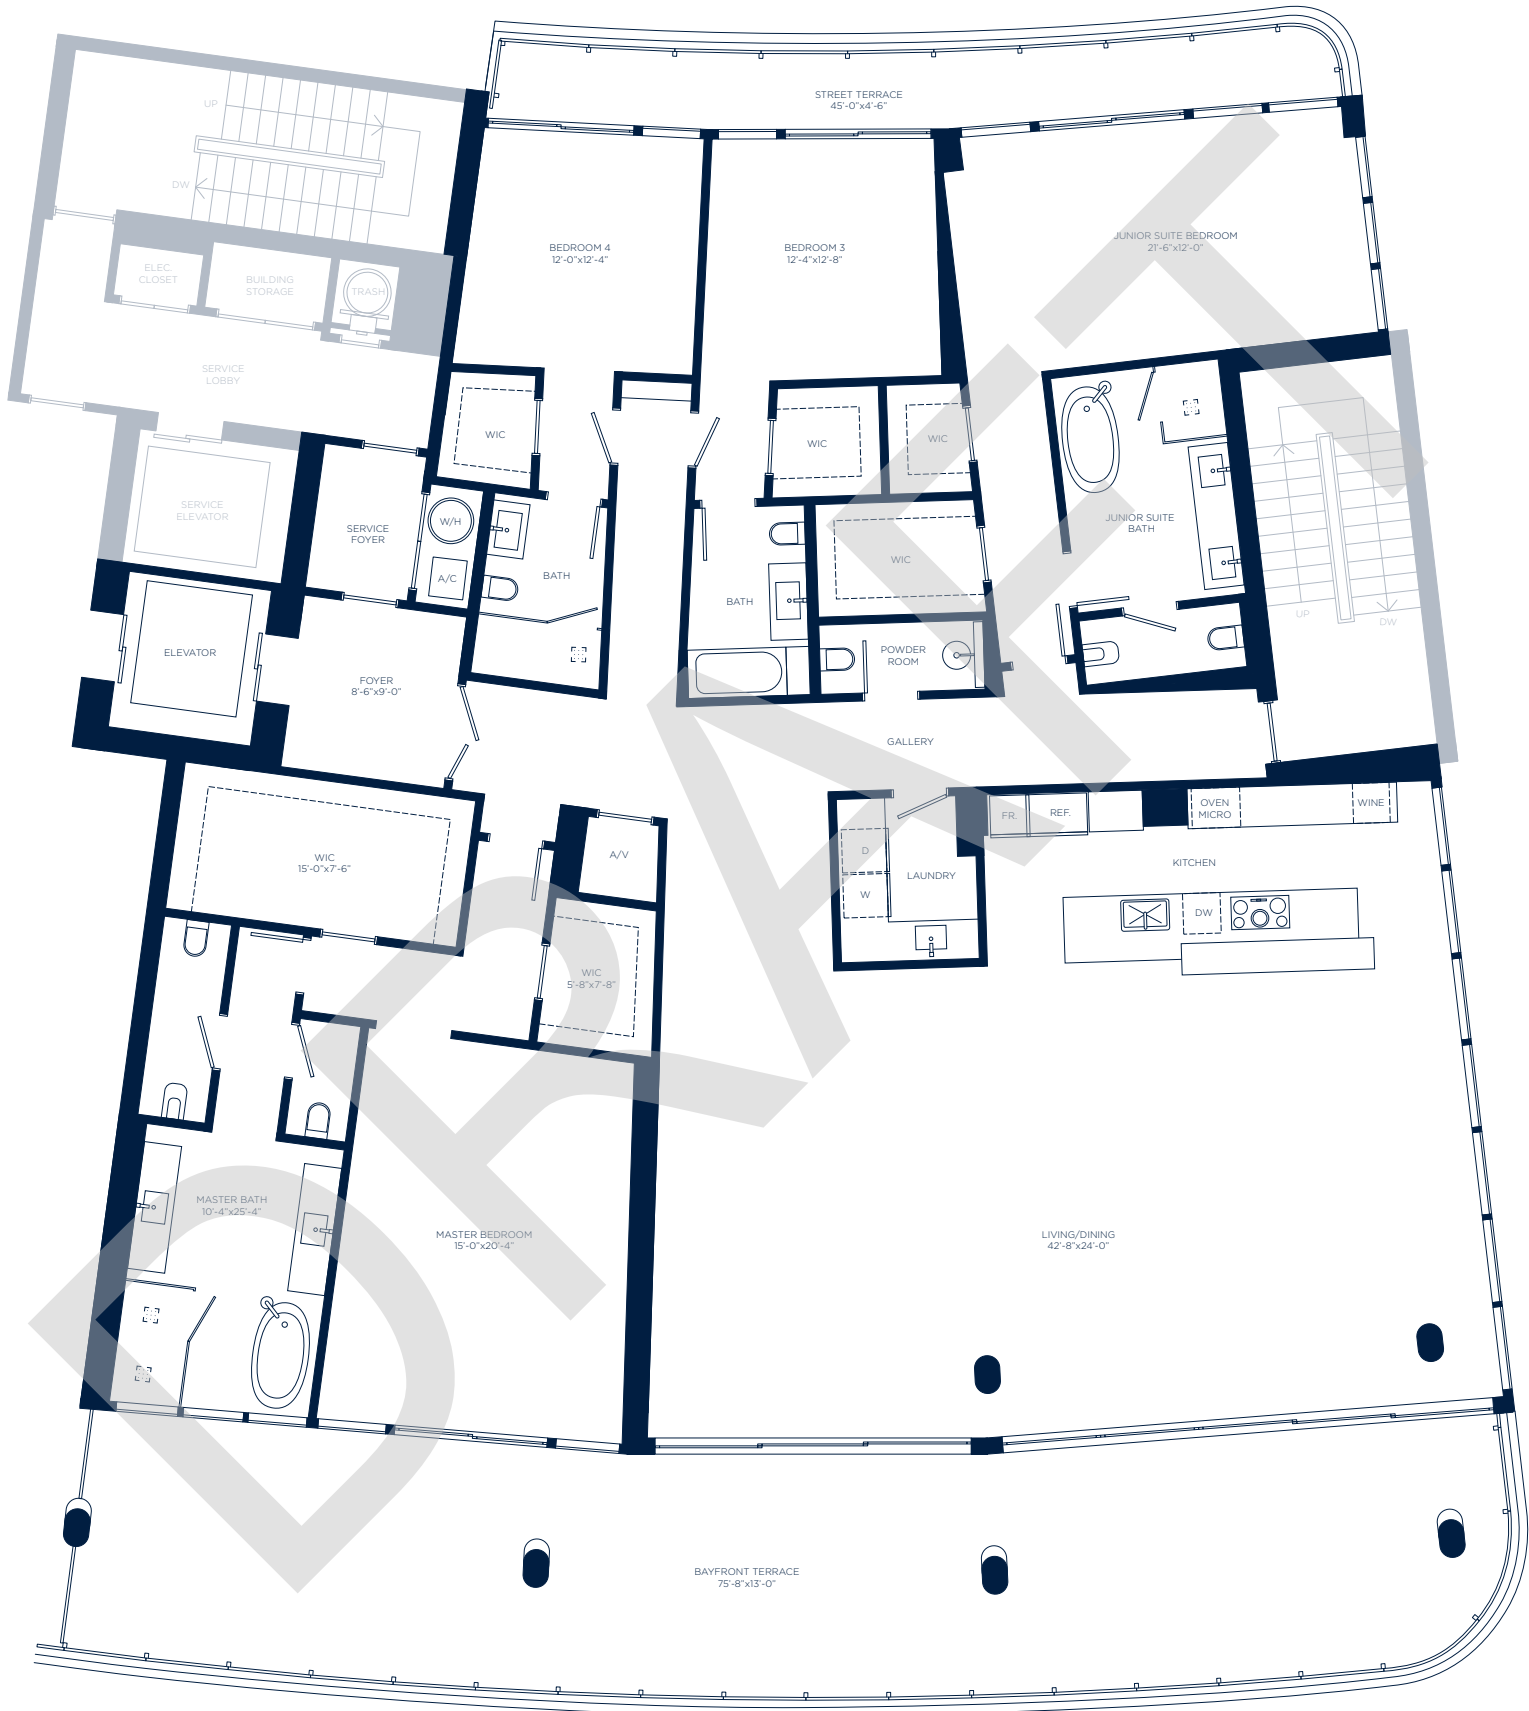 STREET TERRACE
45'-0"x4'-6"
UP
DW
BEDROOM 4
12'-0"x12'-4"
BEDROOM 3
12'-4"x12'-8"
JUNIOR SUITE BEDROOM
21'-6"x12'-0"
ELEC.
CLOSET
BUILDING
STORAGE
TRASH
SERVICE
LOBBY
WIC
WIC
WIC
SERVICE
ELEVATOR
SERVICE
FOYER
W/H
A/C
BATH
BATH
WIC
JUNIOR SUITE
BATH
UP
DW
ELEVATOR
FOYER
8'-6"x9'-0"
POWDER
ROOM
GALLERY
WIC
15'-0"x7'-6"
A/V
D
W
LAUNDRY
FR.
REF.
OVEN
MICRO
WINE
KITCHEN
DW
WIC
5'-8"x7'-8"
MASTER BATH
10'-4"x25'-4"
MASTER BEDROOM
15'-0"x20'-4"
LIVING/DINING
42'-8"x24'-0"
BAYFRONT TERRACE
75'-8"x13'-0"
DRAFT